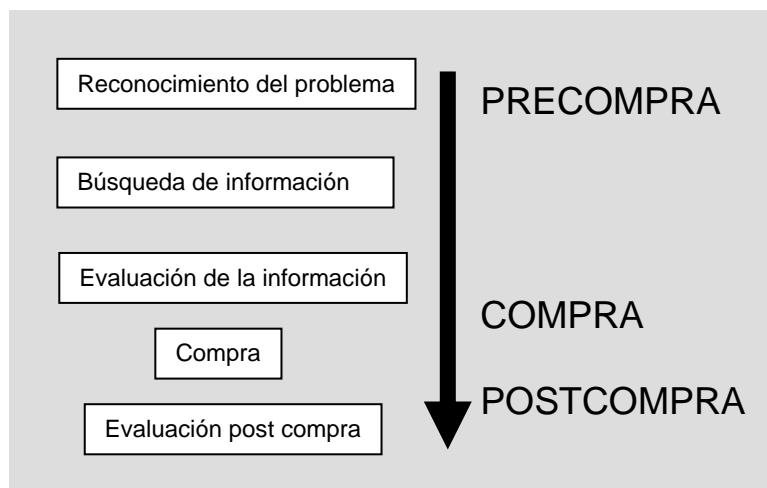 Reconocimiento del problema
PRECOMPRA
Búsqueda de información
Evaluación de la información
COMPRA
Compra
POSTCOMPRA
Evaluación post compra